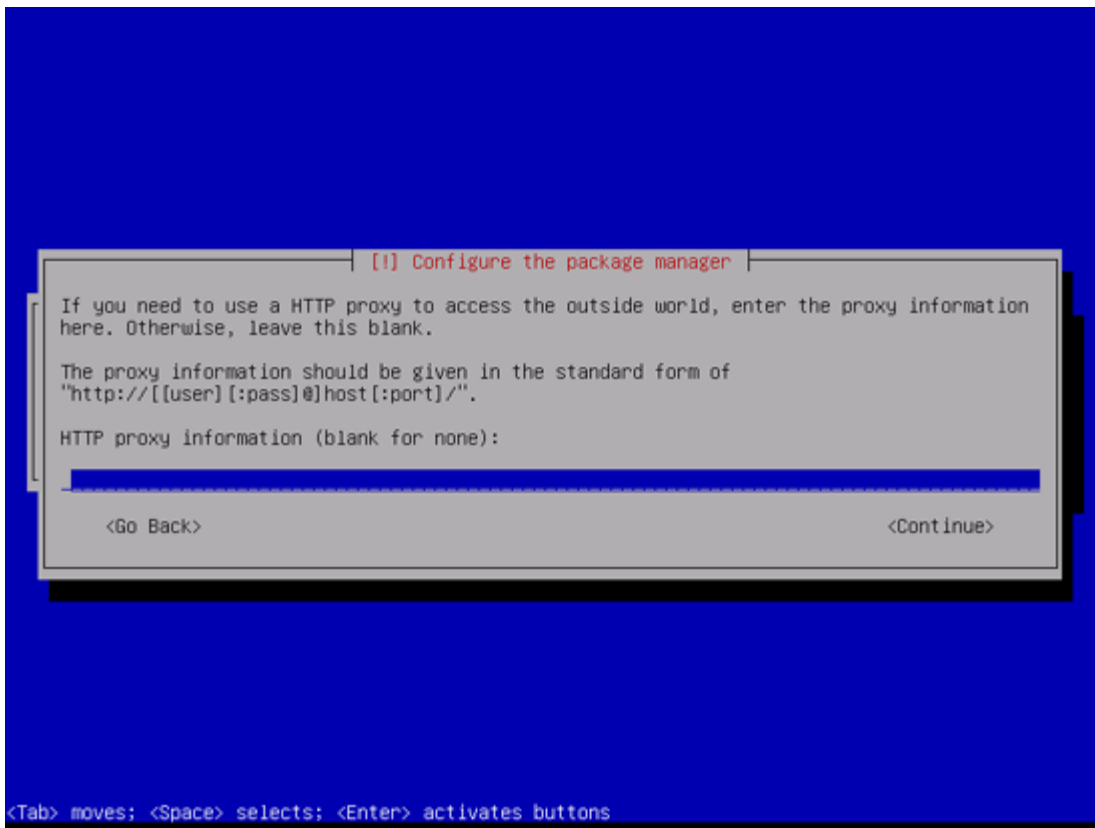 [!] Configure the package manager
If you need to use a HTTP proxy to access the outside world, enter the proxy information
here. Otherwise, leave this blank.
The proxy information should be given in the standard form of
"http://[[user][:pass]@]host[:port]/".
HTTP proxy information (blank for none):
<Go Back> <Continue>
<Tab> moves; <Space> selects; <Enter> activates buttons